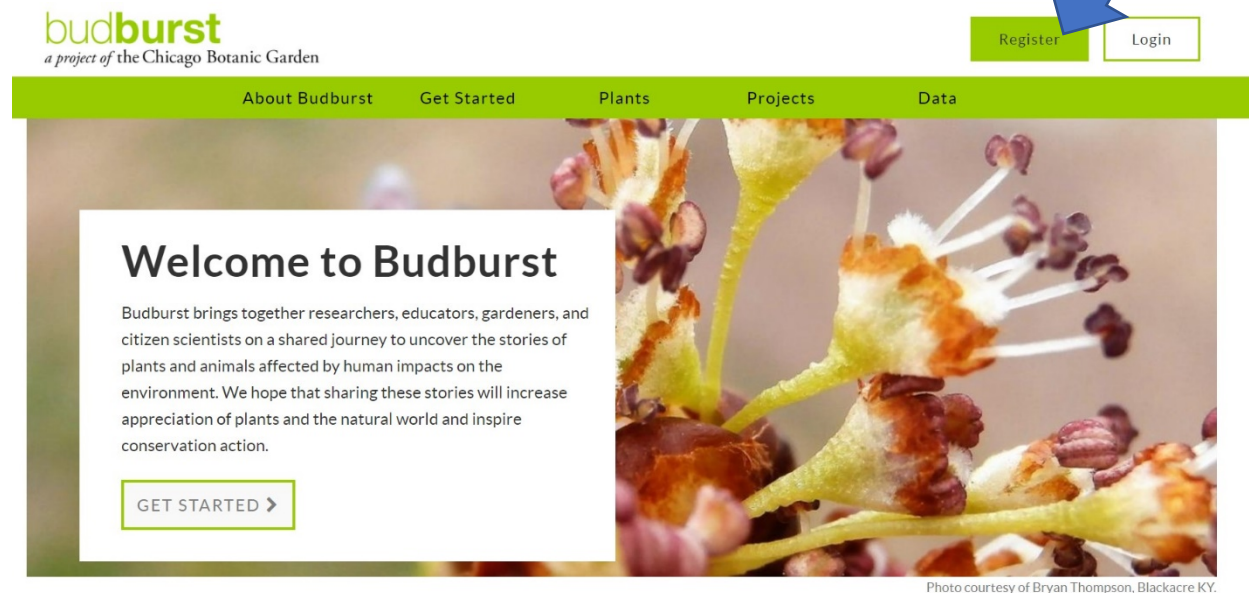 budburst
a project of the Chicago Botanic Garden
Register
Login
About Budburst
Get Started
Plants
Projects
Data
Welcome to Budburst
Budburst brings together researchers, educators, gardeners, and
citizen scientists on a shared journey to uncover the stories of
plants and animals affected by human impacts on the
environment. We hope that sharing these stories will increase
appreciation of plants and the natural world and inspire
conservation action.
GET STARTED >
Photo courtesy of Bryan Thompson, Blackacre KY.